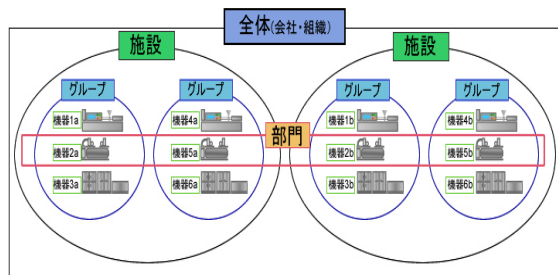 全体(会社・組織)
施設
施設
グループ
グループ
グループ
グループ
機器1a
機器4a
機器1b
機器4b
部門
機器2a
機器5a
機器2b
機器5b
機器3a
機器6a
機器3b
機器6b